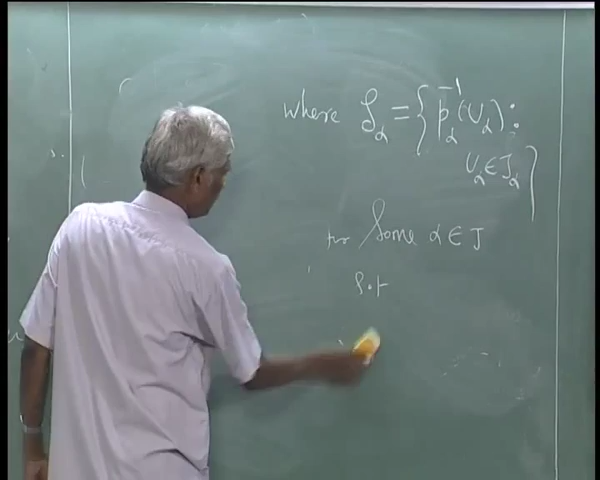 where 𝒮_α = { p_α^{-1}(U_α) :
U_α ∈ J_α }
for some α ∈ J
s.t